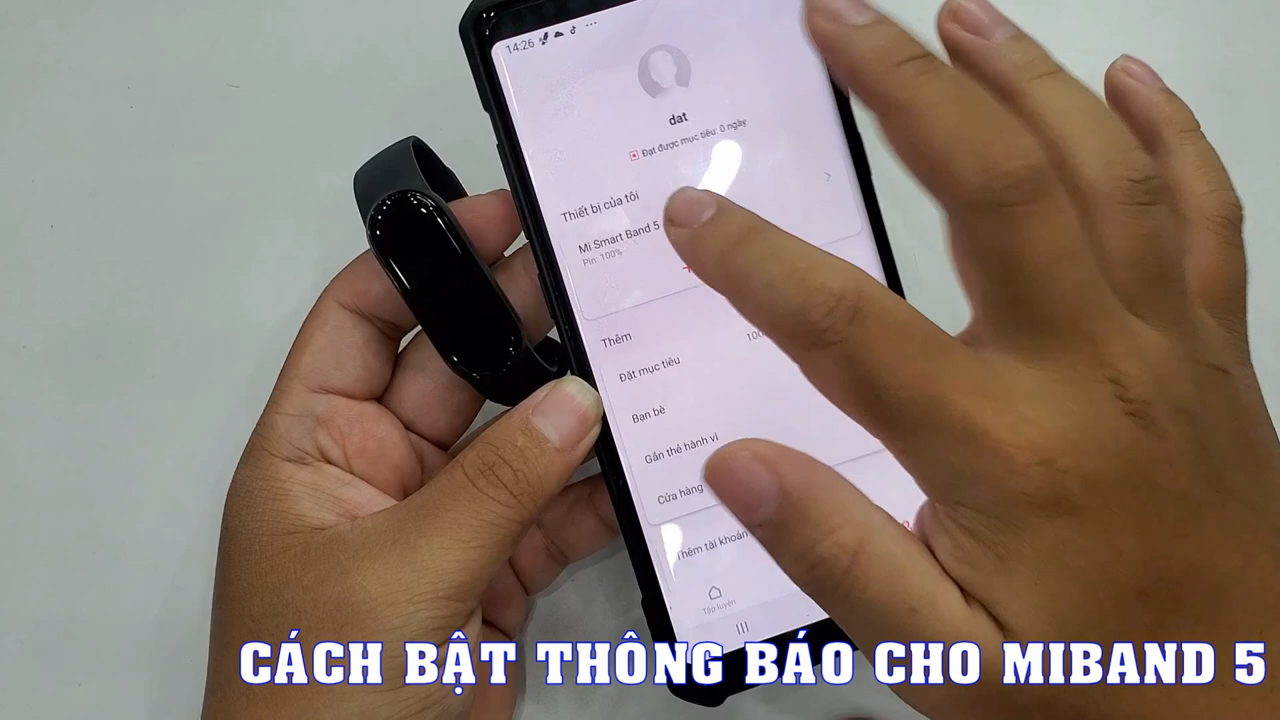 14:26
dat
Đạt được mục tiêu: 0 ngày
Thiết bị của tôi
Mi Smart Band 5
Pin: 100%
Thêm
Đặt mục tiêu
Bạn bè
Gắn thẻ hành vi
Cửa hàng
Thêm tài khoản
Tập luyện
CÁCH BẬT THÔNG BÁO CHO MIBAND 5